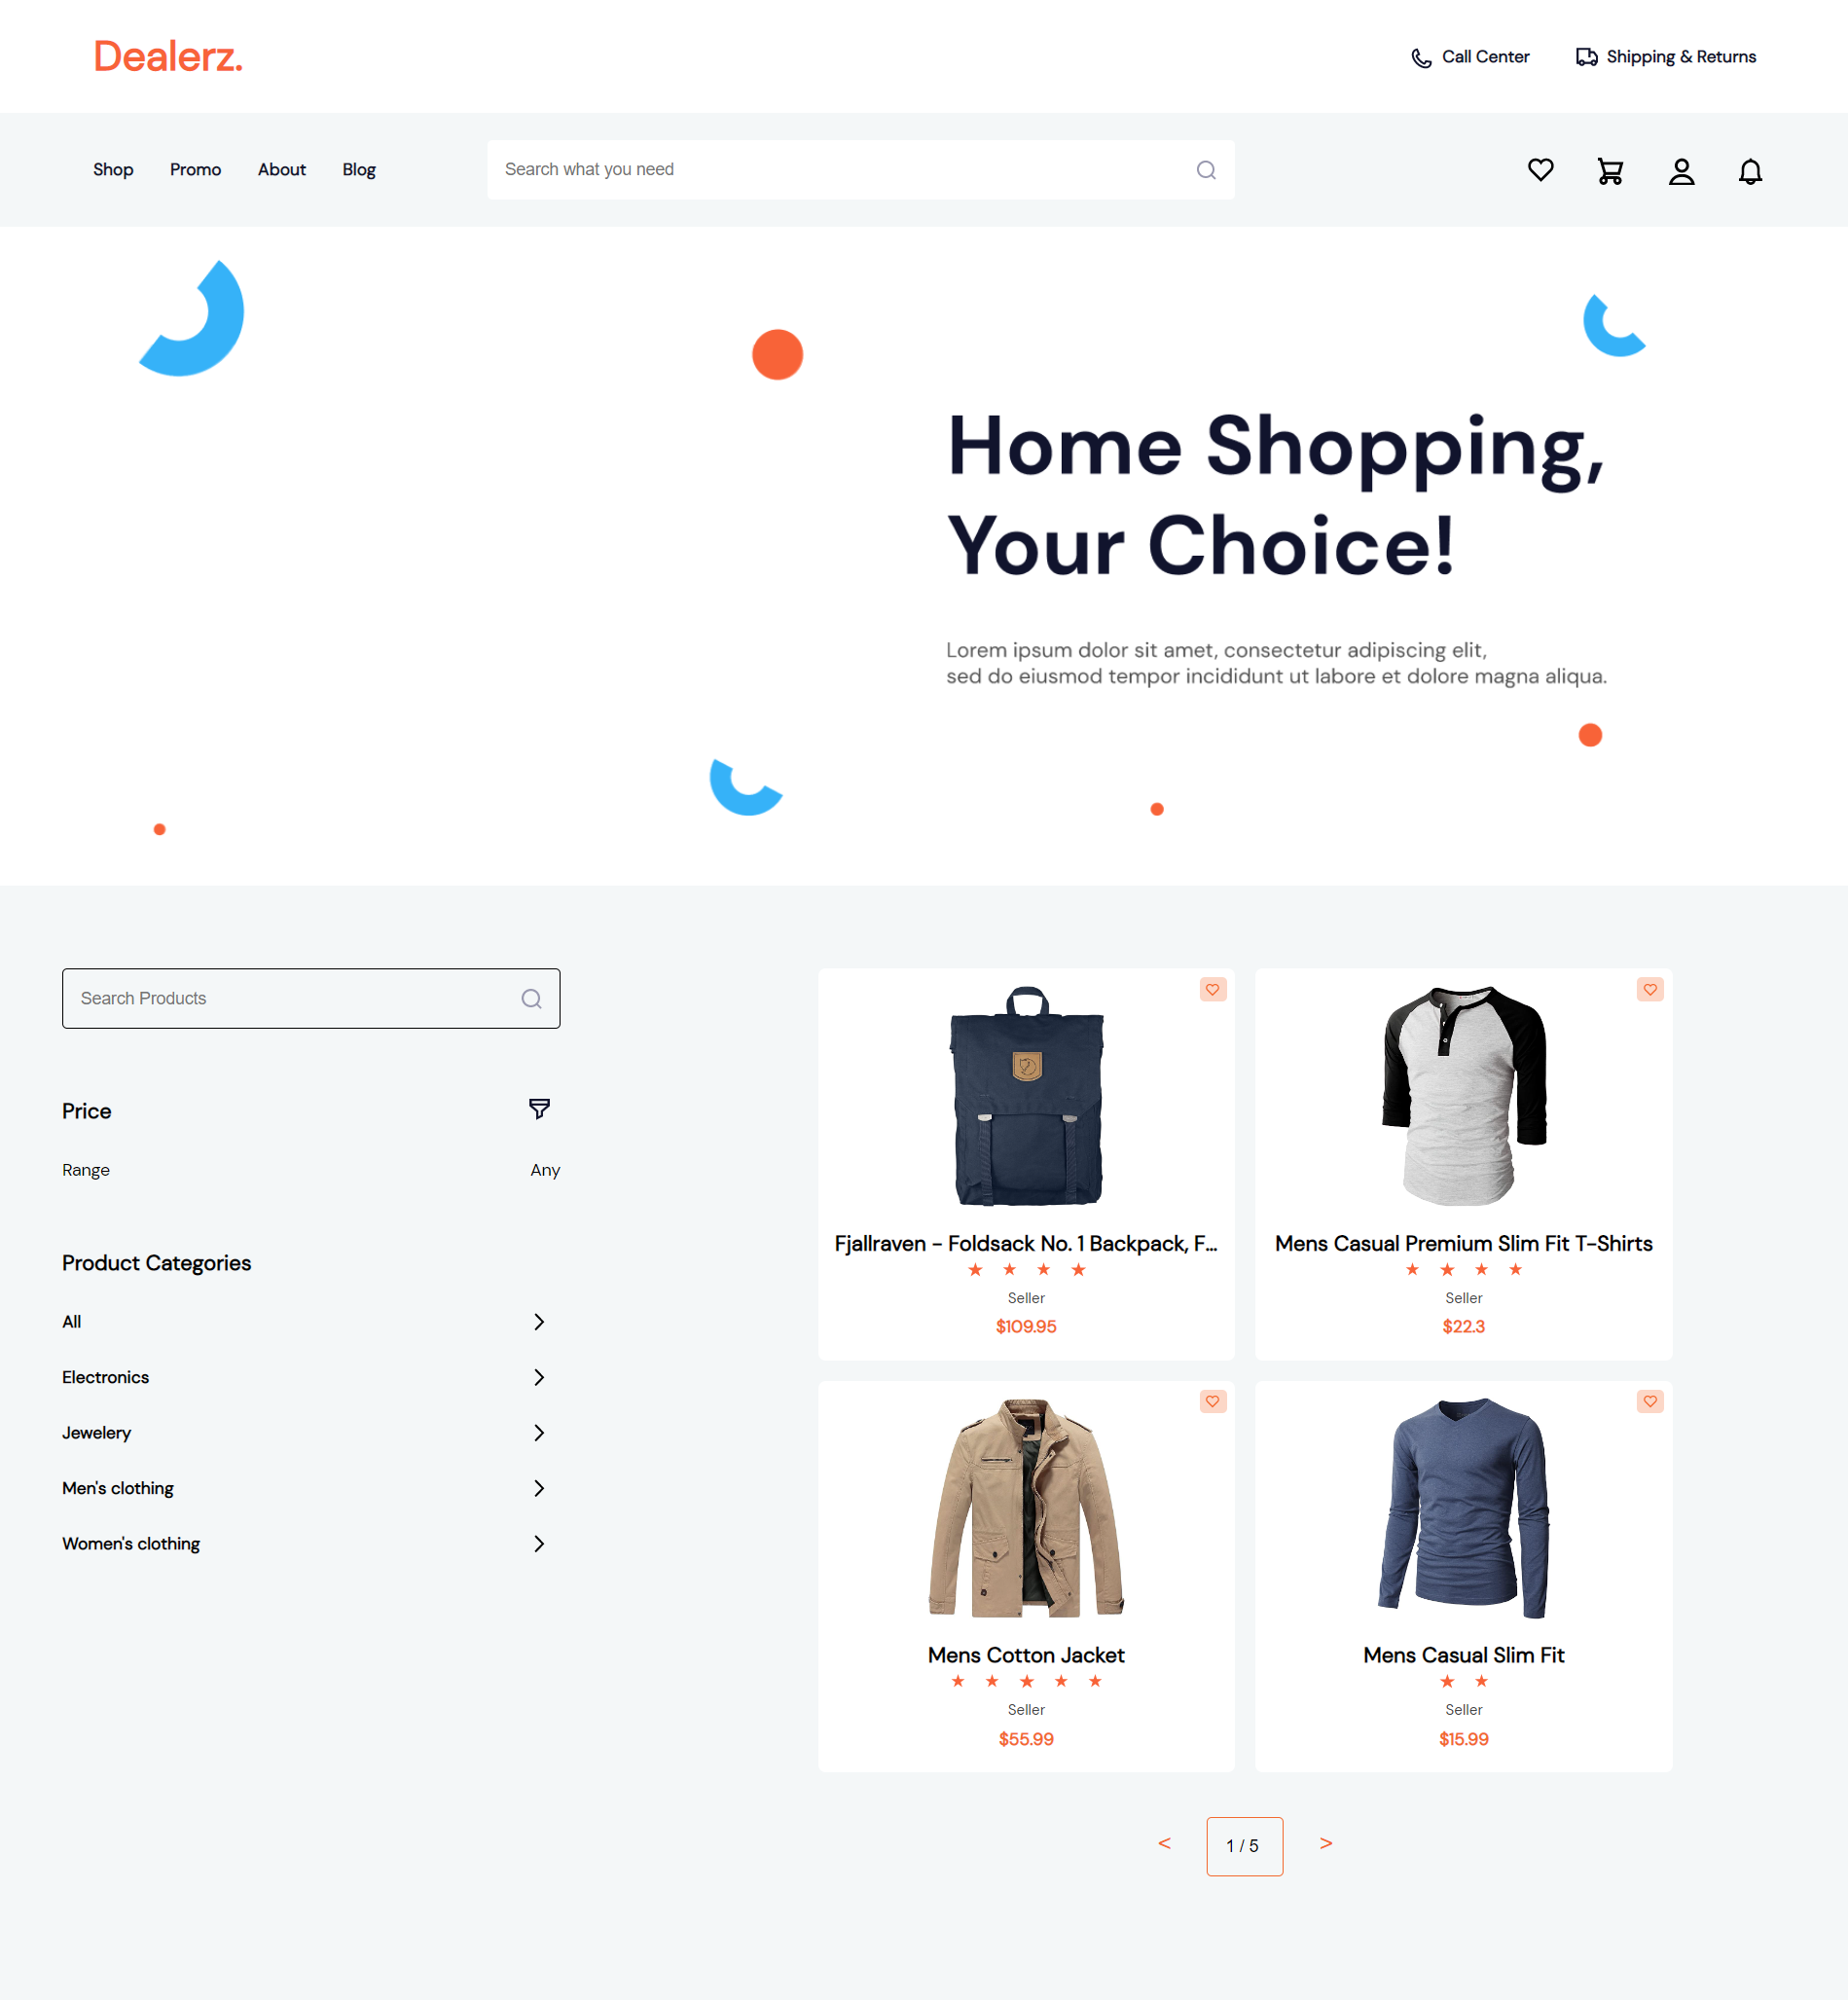 Dealerz.
Call Center
Shipping & Returns
Shop
Promo
About
Blog
Search what you need
Home Shopping,
Your Choice!
Lorem ipsum dolor sit amet, consectetur adipiscing elit,
sed do eiusmod tempor incididunt ut labore et dolore magna aliqua.
Search Products
Price
Range
Any
Product Categories
All
Electronics
Jewelery
Men's clothing
Women's clothing
Fjallraven - Foldsack No. 1 Backpack, F...
Seller
$109.95
Mens Casual Premium Slim Fit T-Shirts
Seller
$22.3
Mens Cotton Jacket
Seller
$55.99
Mens Casual Slim Fit
Seller
$15.99
< 1 / 5 >